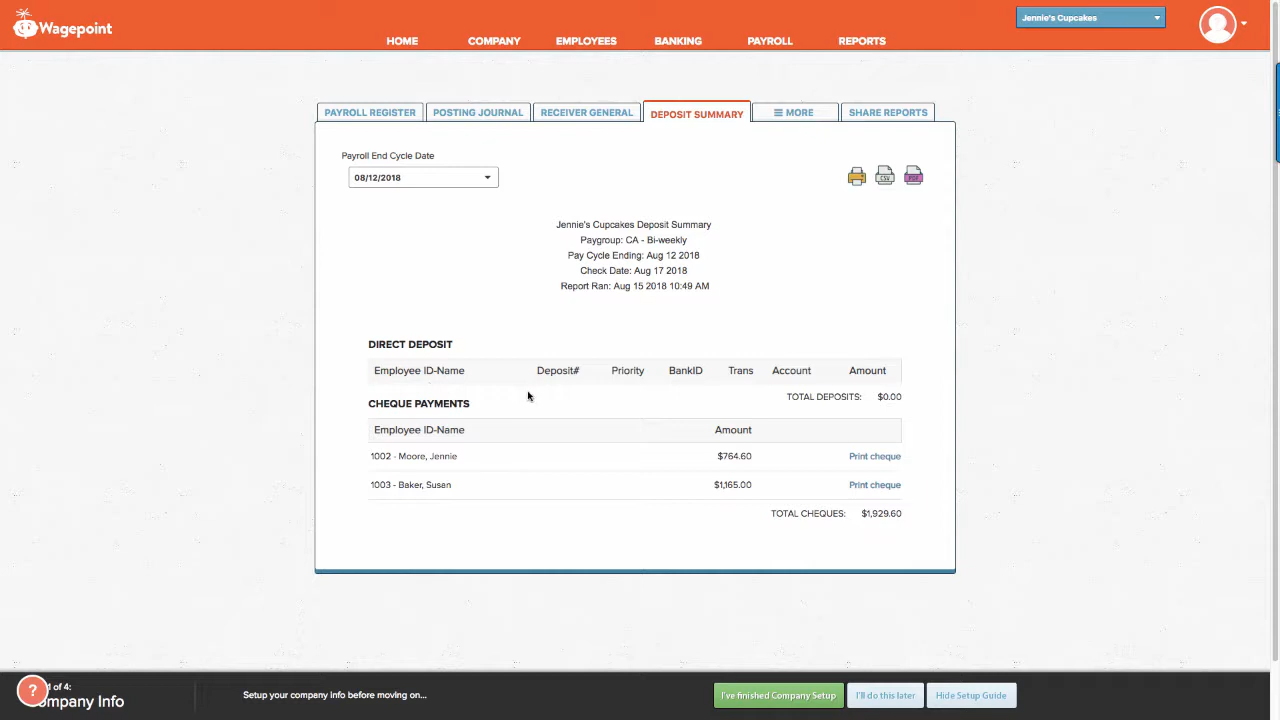 Wagepoint
Jennie's Cupcakes
HOME COMPANY EMPLOYEES BANKING PAYROLL REPORTS
PAYROLL REGISTER POSTING JOURNAL RECEIVER GENERAL DEPOSIT SUMMARY MORE SHARE REPORTS
Payroll End Cycle Date
08/12/2018
CSV PDF
Jennie's Cupcakes Deposit Summary
Paygroup: CA - Bi-weekly
Pay Cycle Ending: Aug 12 2018
Check Date: Aug 17 2018
Report Ran: Aug 15 2018 10:49 AM
DIRECT DEPOSIT
Employee ID-Name Deposit# Priority BankID Trans Account Amount
TOTAL DEPOSITS: $0.00
CHEQUE PAYMENTS
Employee ID-Name Amount
1002 - Moore, Jennie $764.60 Print cheque
1003 - Baker, Susan $1,165.00 Print cheque
TOTAL CHEQUES: $1,929.60
? 1 of 4:
ompany Info
Setup your company info before moving on...
I've finished Company Setup I'll do this later Hide Setup Guide